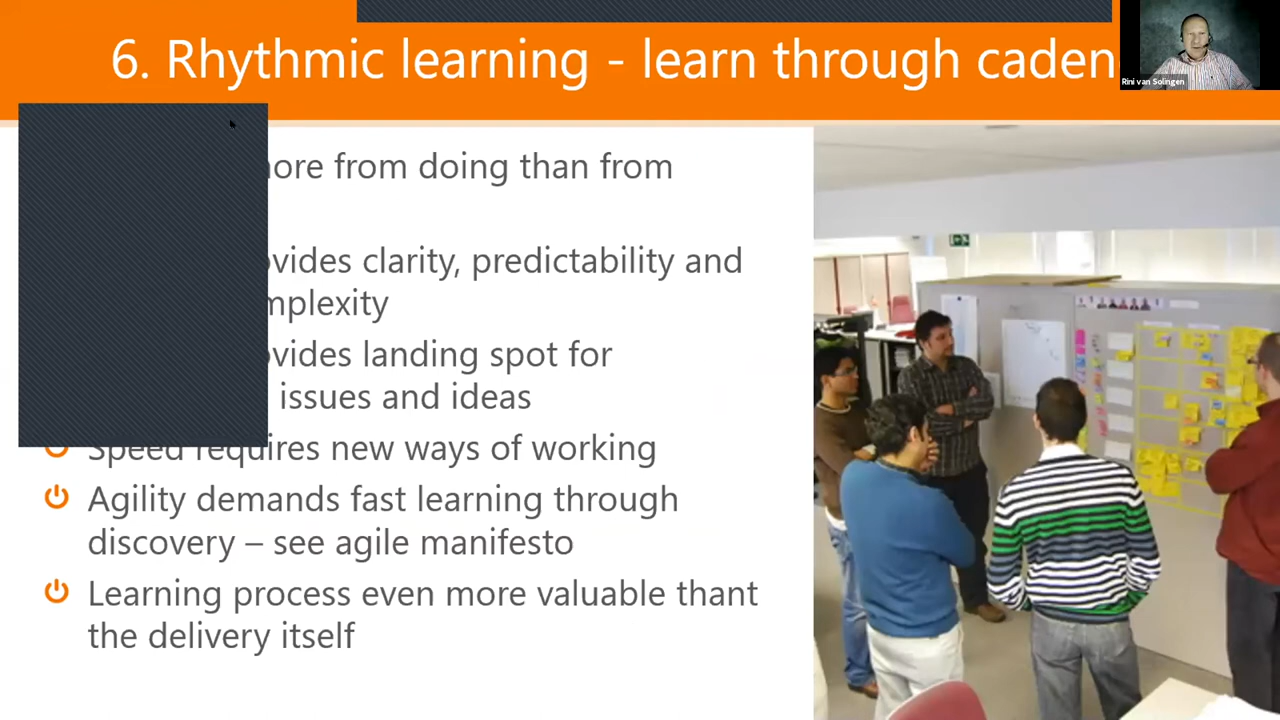 6. Rhythmic learning - learn through caden
Rini van Solingen
ore from doing than from
vides clarity, predictability and
mplexity
vides landing spot for
issues and ideas
Speed requires new ways of working
Agility demands fast learning through
discovery – see agile manifesto
Learning process even more valuable thant
the delivery itself